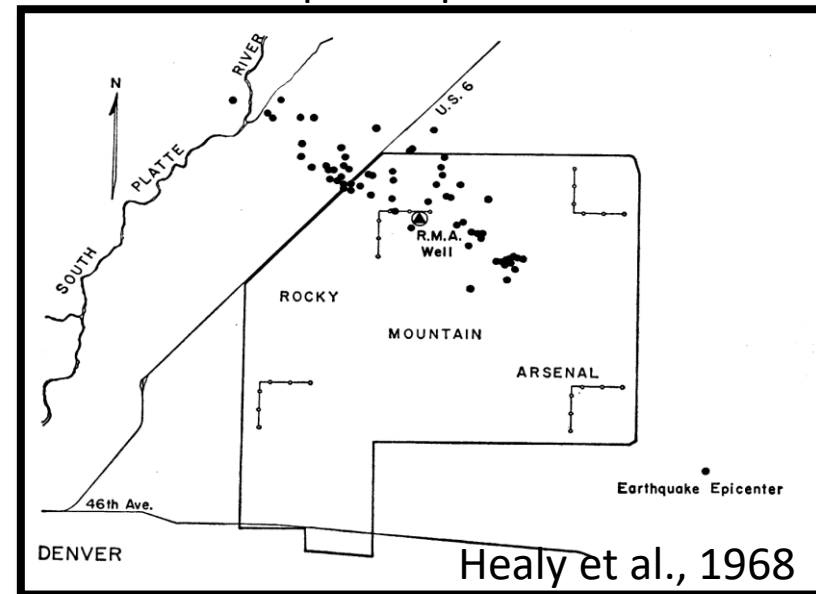 N
RIVER
PLATTE
SOUTH
U.S. 6
R.M.A.
Well
ROCKY
MOUNTAIN
ARSENAL
Earthquake Epicenter
46th Ave.
DENVER
Healy et al., 1968